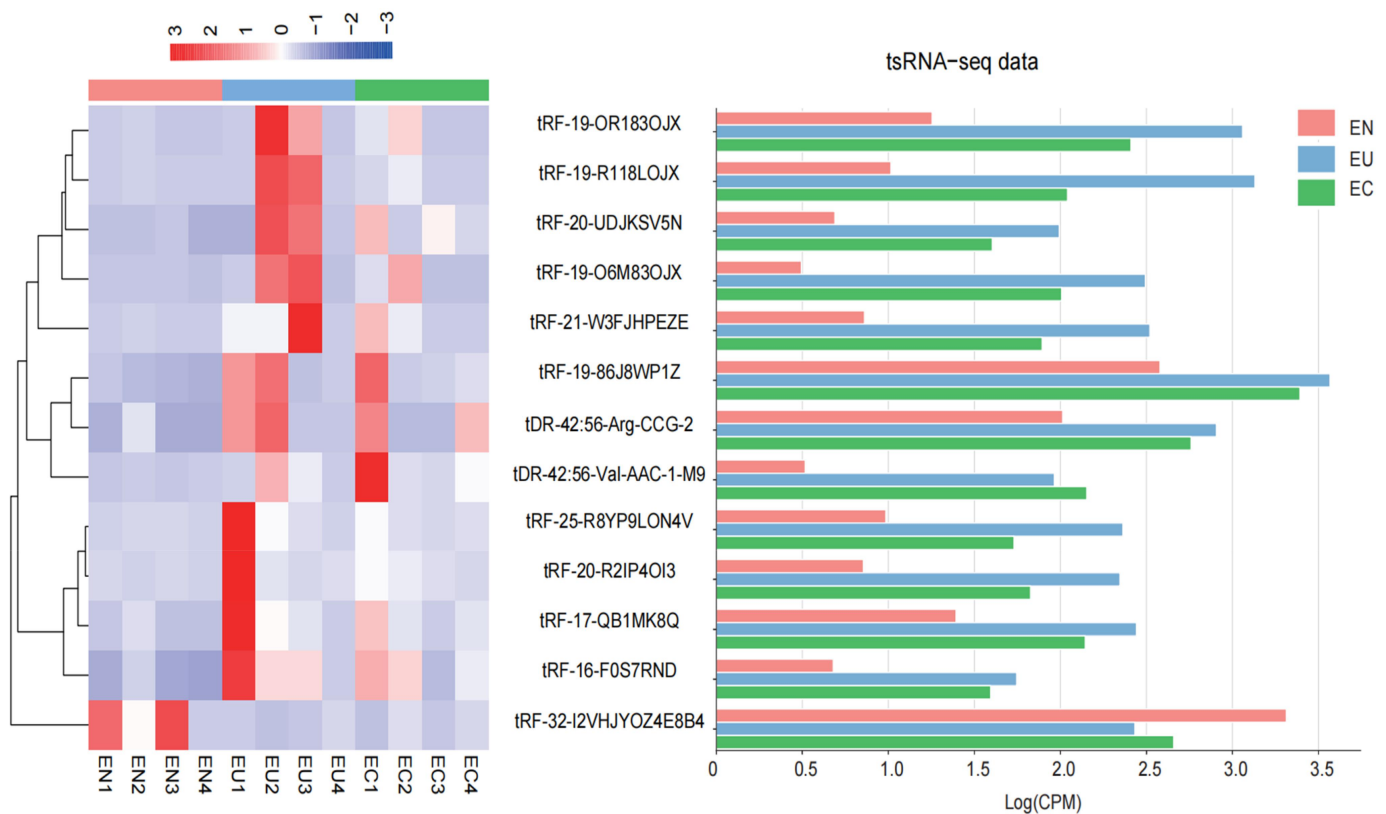 3 2 1 0 -1 -2 -3
tsRNA-seq data
EN
EU
EC
tRF-19-OR183OJX
tRF-19-R118LOJX
tRF-20-UDJKSV5N
tRF-19-O6M83OJX
tRF-21-W3FJHPEZE
tRF-19-86J8WP1Z
tDR-42:56-Arg-CCG-2
tDR-42:56-Val-AAC-1-M9
tRF-25-R8YP9LON4V
tRF-20-R2IP4OI3
tRF-17-QB1MK8Q
tRF-16-F0S7RND
tRF-32-I2VHJYOZ4E8B4
EN1 EN2 EN3 EN4 EU1 EU2 EU3 EU4 EC1 EC2 EC3 EC4
0 0.5 1.0 1.5 2.0 2.5 3.0 3.5
Log(CPM)